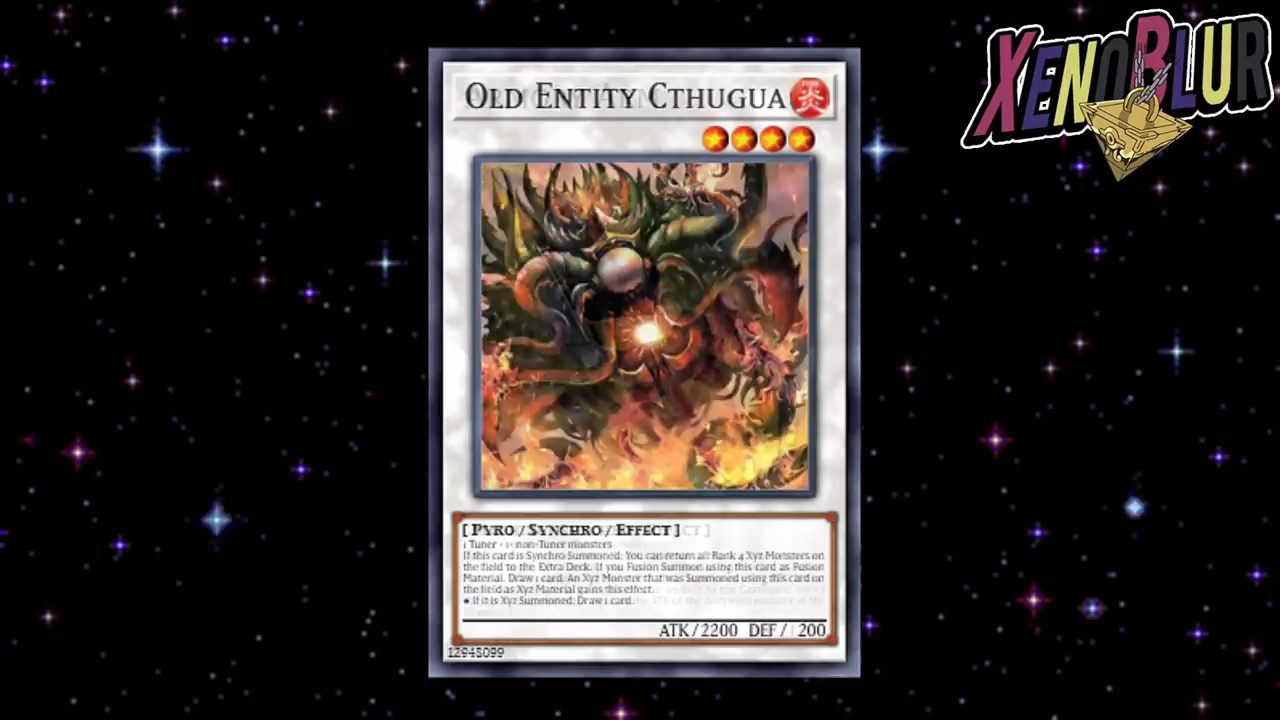 XENOBLUR
OLD ENTITY CTHUGUA
炎
[ PYRO / SYNCHRO / EFFECT ]
1 Tuner + 1+ non-Tuner monsters
If this card is Synchro Summoned: You can return all Rank 4 Xyz Monsters on
the field to the Extra Deck. If you Fusion Summon using this card as Fusion
Material: Draw 1 card. An Xyz Monster that was Summoned using this card on
the field as Xyz Material gains this effect.
● If it is Xyz Summoned: Draw 1 card.
ATK / 2200 DEF / 200